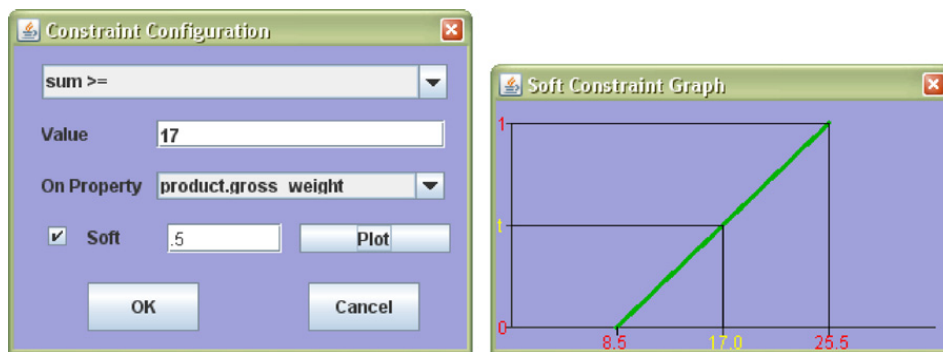 Constraint Configuration
sum >=
Value 17
On Property product.gross_weight
Soft .5 Plot
OK Cancel
Soft Constraint Graph
1
t
0
8.5 17.0 25.5